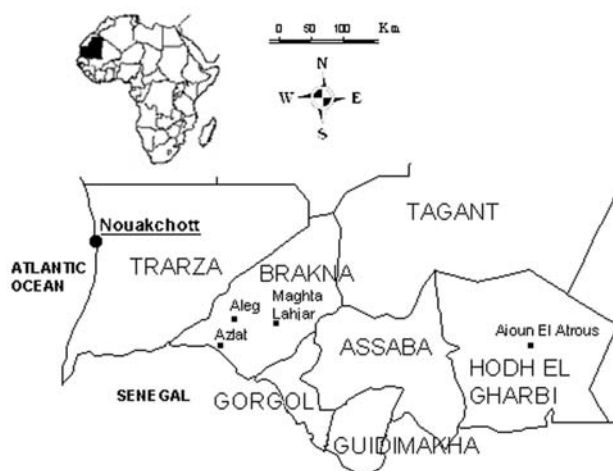 0 50 100 Km
N
W E
S
TAGANT
Nouakchott
TRARZA
BRAKNA
ATLANTIC
OCEAN
Aleg
Maghta
Lahjar
Azlat
Aioun El Atrous
ASSABA
HODH EL
GHARBI
SENEGAL
GORGOL
GUIDIMAKHA